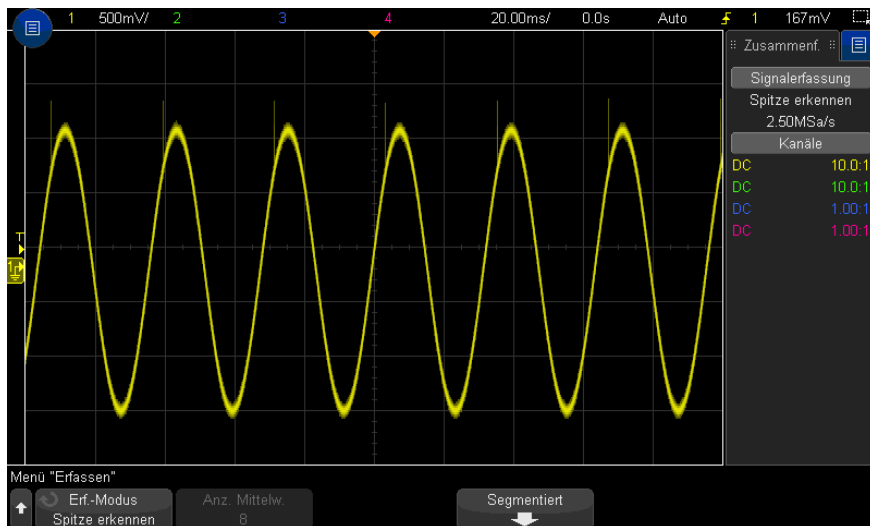 1 500mV/ 2 3 4 20.00ms/ 0.0s Auto 1 167mV
Zusammenf.
Signalerfassung
Spitze erkennen
2.50MSa/s
Kanäle
DC 10.0:1
DC 10.0:1
DC 1.00:1
DC 1.00:1
T
1
Menü "Erfassen"
Erf.-Modus
Spitze erkennen
Anz. Mittelw.
8
Segmentiert